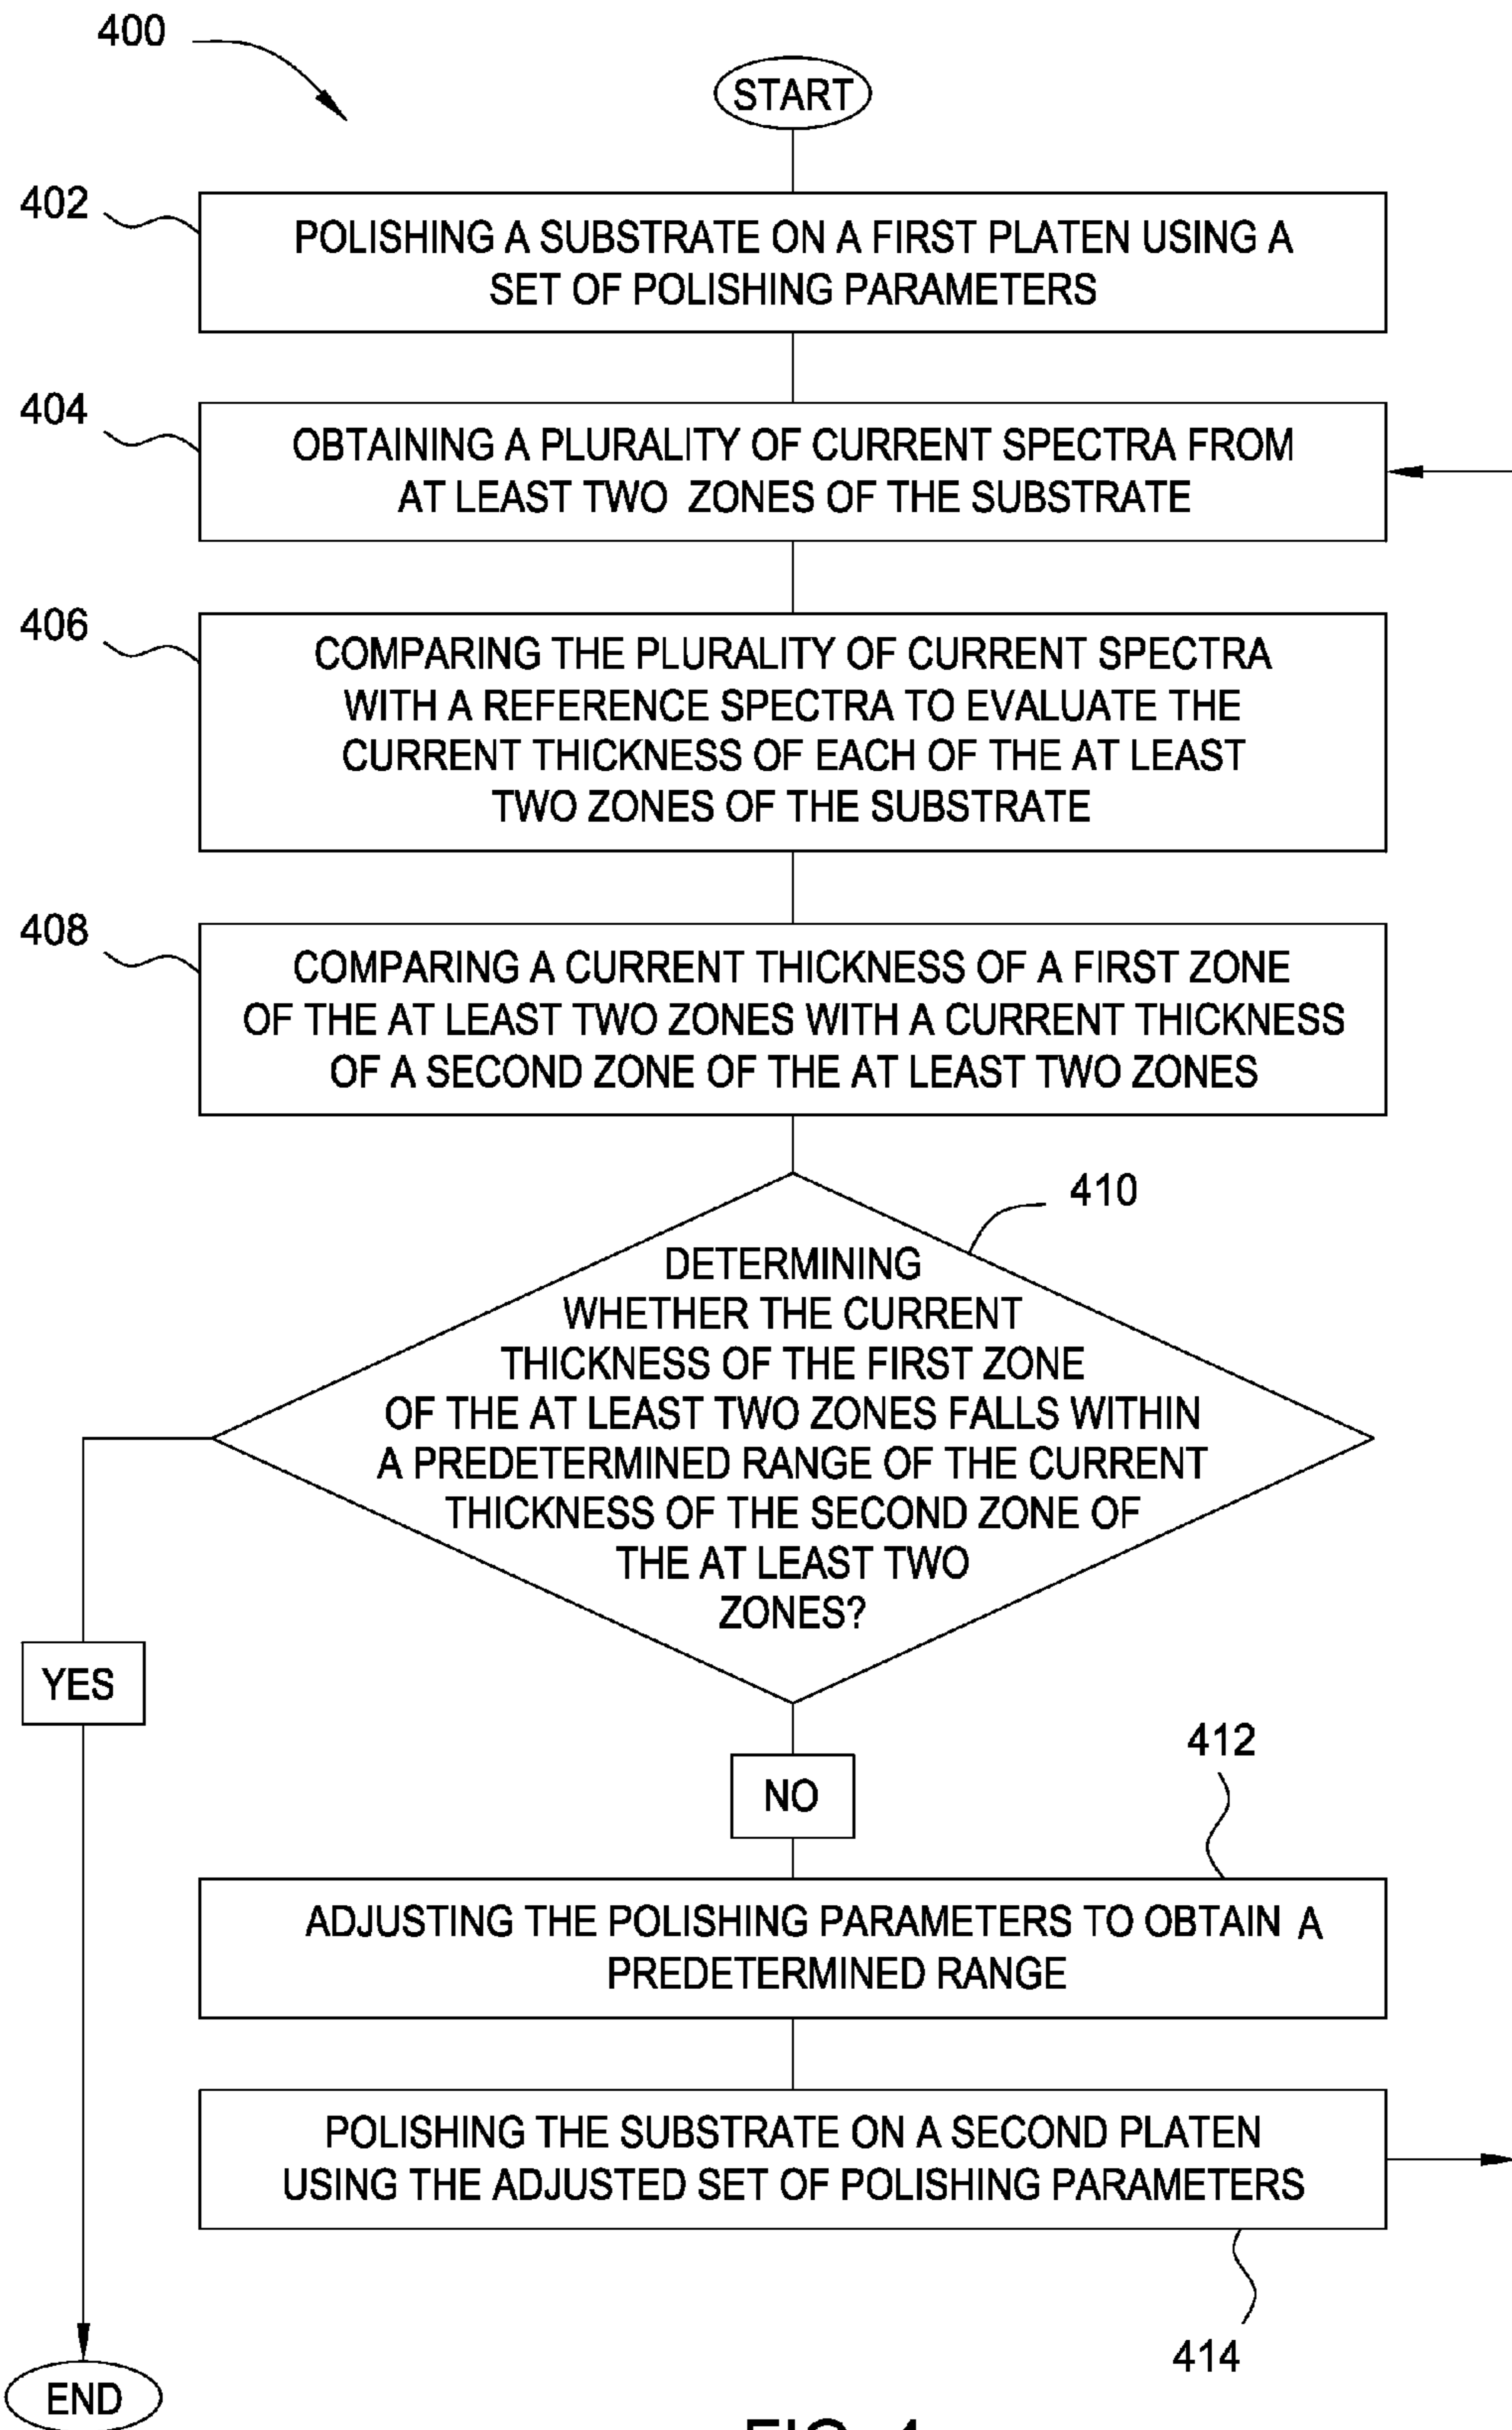 400
START
402
POLISHING A SUBSTRATE ON A FIRST PLATEN USING A
SET OF POLISHING PARAMETERS
404
OBTAINING A PLURALITY OF CURRENT SPECTRA FROM
AT LEAST TWO ZONES OF THE SUBSTRATE
406
COMPARING THE PLURALITY OF CURRENT SPECTRA
WITH A REFERENCE SPECTRA TO EVALUATE THE
CURRENT THICKNESS OF EACH OF THE AT LEAST
TWO ZONES OF THE SUBSTRATE
408
COMPARING A CURRENT THICKNESS OF A FIRST ZONE
OF THE AT LEAST TWO ZONES WITH A CURRENT THICKNESS
OF A SECOND ZONE OF THE AT LEAST TWO ZONES
410
DETERMINING
WHETHER THE CURRENT
THICKNESS OF THE FIRST ZONE
OF THE AT LEAST TWO ZONES FALLS WITHIN
A PREDETERMINED RANGE OF THE CURRENT
THICKNESS OF THE SECOND ZONE OF
THE AT LEAST TWO
ZONES?
YES
NO
412
ADJUSTING THE POLISHING PARAMETERS TO OBTAIN A
PREDETERMINED RANGE
POLISHING THE SUBSTRATE ON A SECOND PLATEN
USING THE ADJUSTED SET OF POLISHING PARAMETERS
414
END